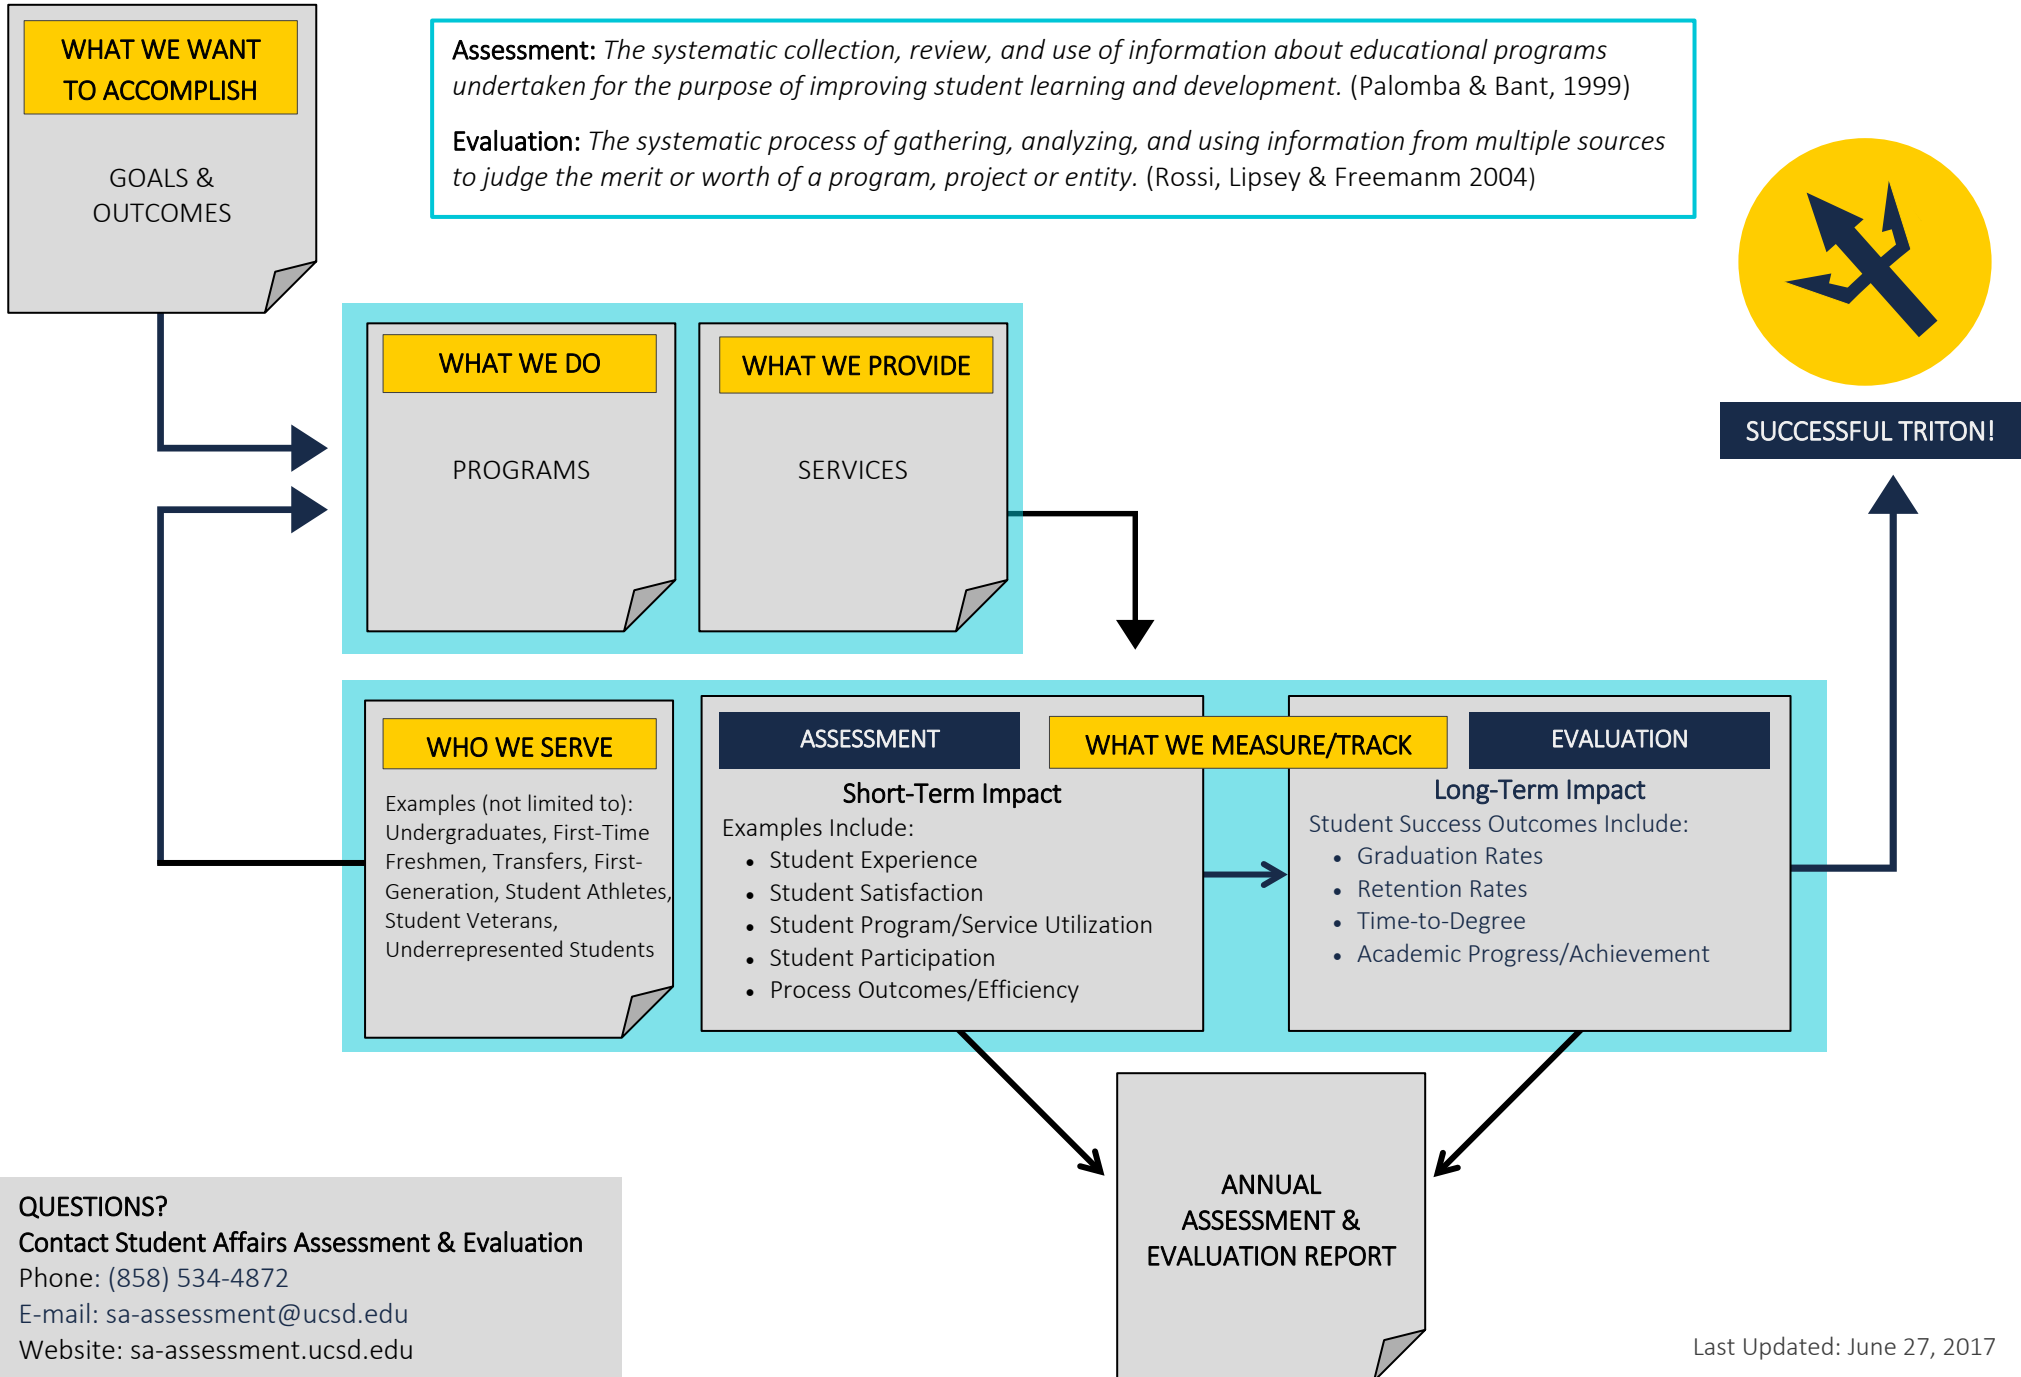 WHAT WE WANT
TO ACCOMPLISH
GOALS &
OUTCOMES
Assessment: The systematic collection, review, and use of information about educational programs
undertaken for the purpose of improving student learning and development. (Palomba & Bant, 1999)
Evaluation: The systematic process of gathering, analyzing, and using information from multiple sources
to judge the merit or worth of a program, project or entity. (Rossi, Lipsey & Freemanm 2004)
SUCCESSFUL TRITON!
WHAT WE DO
PROGRAMS
WHAT WE PROVIDE
SERVICES
WHO WE SERVE
Examples (not limited to):
Undergraduates, First-Time
Freshmen, Transfers, First-
Generation, Student Athletes,
Student Veterans,
Underrepresented Students
ASSESSMENT
WHAT WE MEASURE/TRACK
EVALUATION
Short-Term Impact
Examples Include:
• Student Experience
• Student Satisfaction
• Student Program/Service Utilization
• Student Participation
• Process Outcomes/Efficiency
Long-Term Impact
Student Success Outcomes Include:
• Graduation Rates
• Retention Rates
• Time-to-Degree
• Academic Progress/Achievement
ANNUAL
ASSESSMENT &
EVALUATION REPORT
QUESTIONS?
Contact Student Affairs Assessment & Evaluation
Phone: (858) 534-4872
E-mail: sa-assessment@ucsd.edu
Website: sa-assessment.ucsd.edu
Last Updated: June 27, 2017